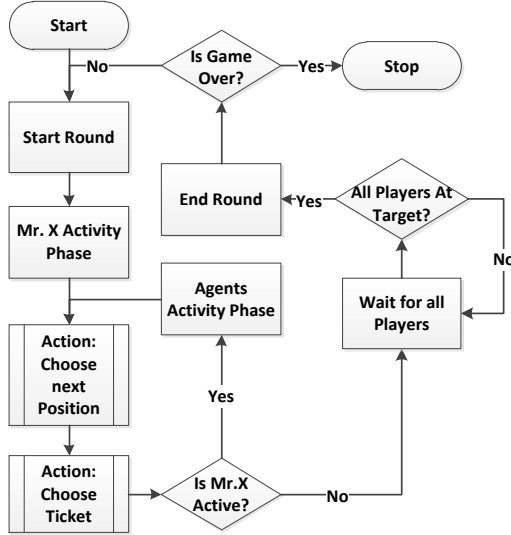 Start
Is Game
Over?
No
Yes
Stop
Start Round
End Round
Yes
All Players At
Target?
No
Mr. X Activity
Phase
Agents
Activity Phase
Wait for all
Players
Action:
Choose
next
Position
Yes
Action:
Choose
Ticket
Is Mr.X
Active?
No